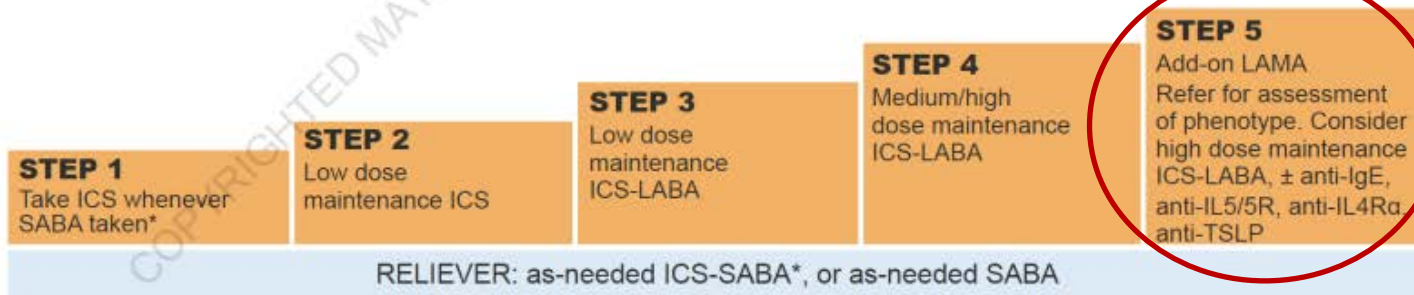 STEP 1
Take ICS whenever
SABA taken*
STEP 2
Low dose
maintenance ICS
STEP 3
Low dose
maintenance
ICS-LABA
STEP 4
Medium/high
dose maintenance
ICS-LABA
STEP 5
Add-on LAMA
Refer for assessment
of phenotype. Consider
high dose maintenance
ICS-LABA, ± anti-IgE,
anti-IL5/5R, anti-IL4Rα,
anti-TSLP
RELIEVER: as-needed ICS-SABA*, or as-needed SABA
COPYRIGHTED